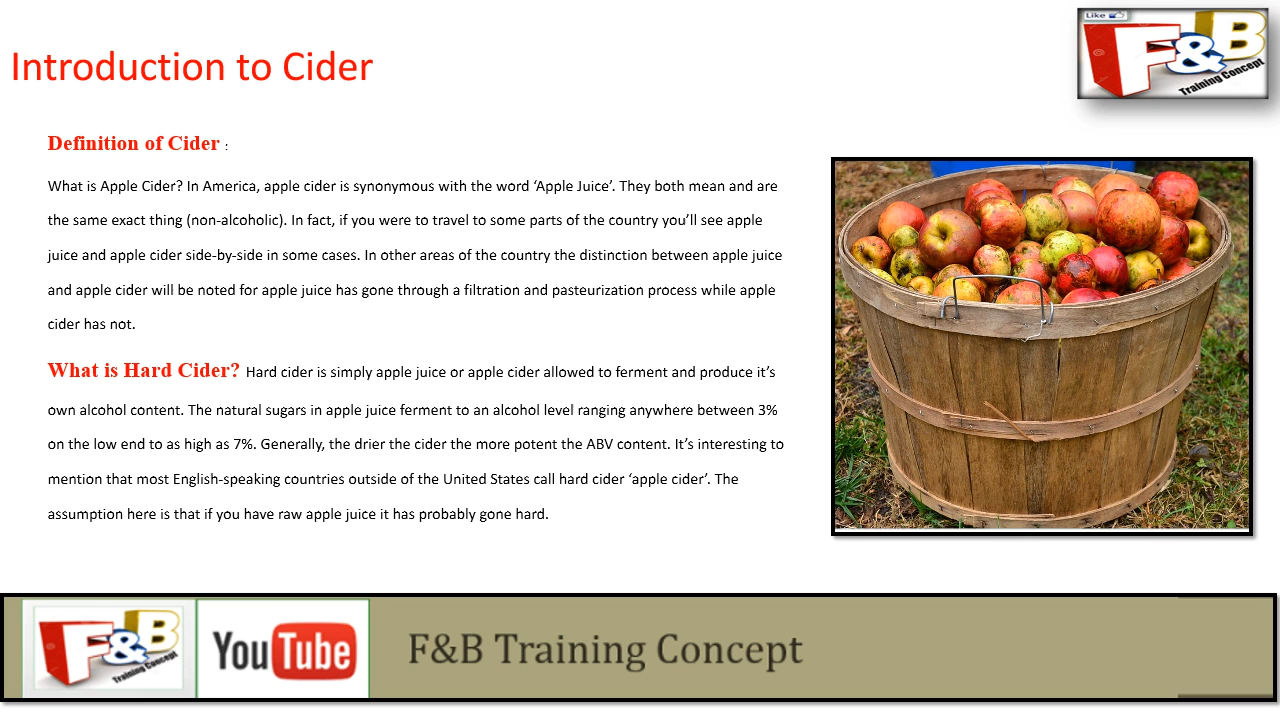 Like
F&B
Training Concept
Introduction to Cider
Definition of Cider :
What is Apple Cider? In America, apple cider is synonymous with the word ‘Apple Juice’. They both mean and are
the same exact thing (non-alcoholic). In fact, if you were to travel to some parts of the country you’ll see apple
juice and apple cider side-by-side in some cases. In other areas of the country the distinction between apple juice
and apple cider will be noted for apple juice has gone through a filtration and pasteurization process while apple
cider has not.
What is Hard Cider? Hard cider is simply apple juice or apple cider allowed to ferment and produce it’s
own alcohol content. The natural sugars in apple juice ferment to an alcohol level ranging anywhere between 3%
on the low end to as high as 7%. Generally, the drier the cider the more potent the ABV content. It’s interesting to
mention that most English-speaking countries outside of the United States call hard cider ‘apple cider’. The
assumption here is that if you have raw apple juice it has probably gone hard.
F&B
Training Concept
YouTube
F&B Training Concept